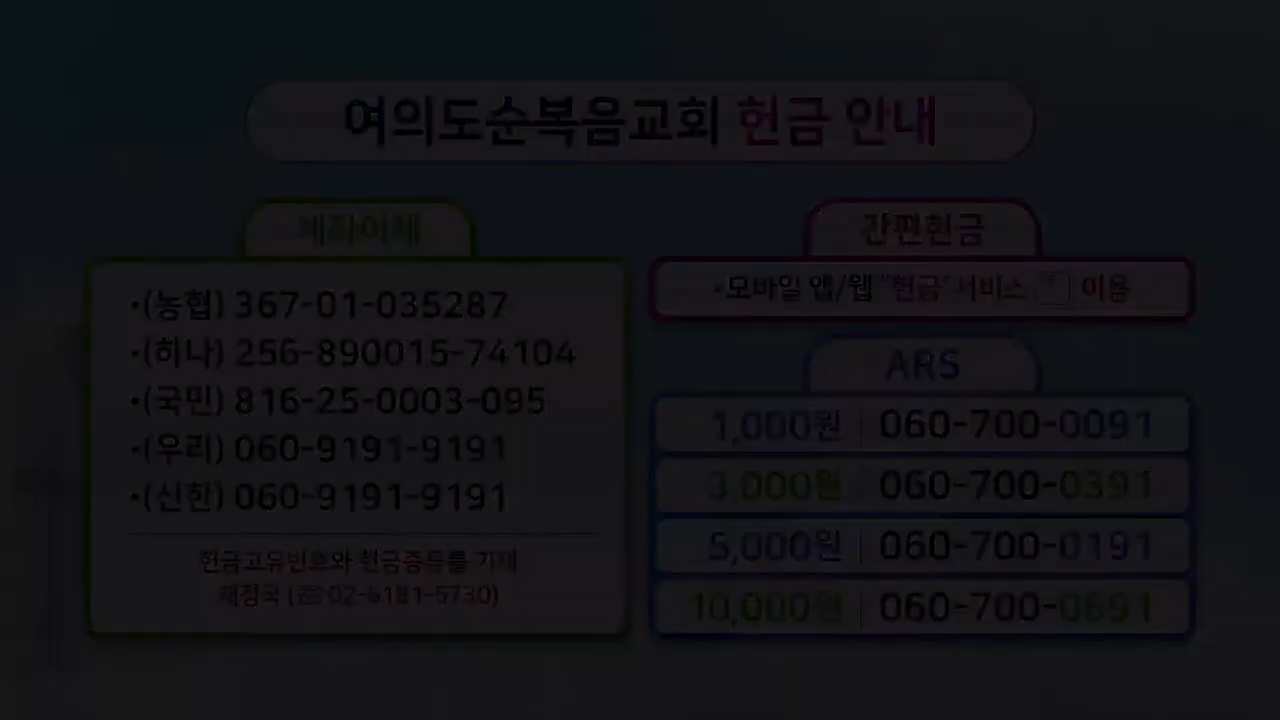 여의도순복음교회 헌금 안내
계좌이체
·(농협) 367-01-035287
·(하나) 256-890015-74104
·(국민) 816-25-0003-095
·(우리) 060-9191-9191
·(신한) 060-9191-9191
헌금고유번호와 헌금종류를 기재
재정국 (☎02-6181-6730)
간편헌금
·모바일 앱/웹 "헌금" 서비스 이용
ARS
1,000원 060-700-0091
3,000원 060-700-0391
5,000원 060-700-0191
10,000원 060-700-0691